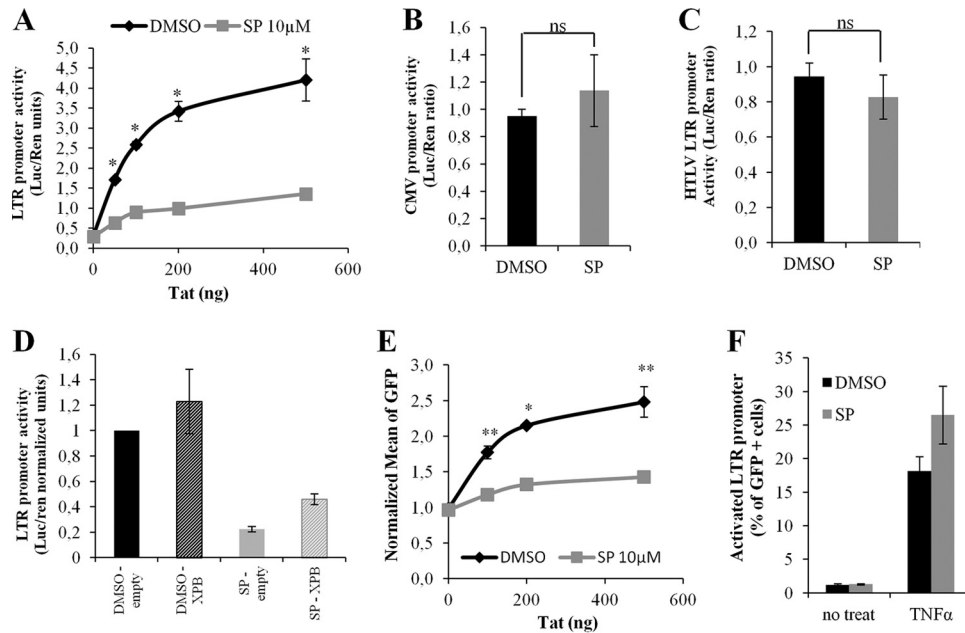 A
DMSO
SP 10µM
LTR promoter activity
(Luc/Ren units)
5,0
4,5
4,0
3,5
3,0
2,5
2,0
1,5
1,0
0,5
0,0
*
*
*
*
0
200
400
600
Tat (ng)
B
ns
CMV promoter activity
(Luc/Ren ratio)
1,6
1,4
1,2
1,0
0,8
0,6
0,4
0,2
0,0
DMSO
SP
C
ns
HTLV LTR promoter
Activity (Luc/Ren ratio)
1,2
1,0
0,8
0,6
0,4
0,2
0,0
DMSO
SP
D
LTR promoter activity
(Luc/ren normalized units)
1,6
1,4
1,2
1
0,8
0,6
0,4
0,2
0
DMSO -
empty
DMSO -
XPB
SP -
empty
SP - XPB
E
Normalized Mean of GFP
3,0
2,5
2,0
1,5
1,0
0,5
0,0
**
*
**
DMSO
SP 10µM
0
200
400
600
Tat (ng)
F
DMSO
SP
Activated LTR promoter
(% of GFP + cells)
35
30
25
20
15
10
5
0
no treat
TNFα